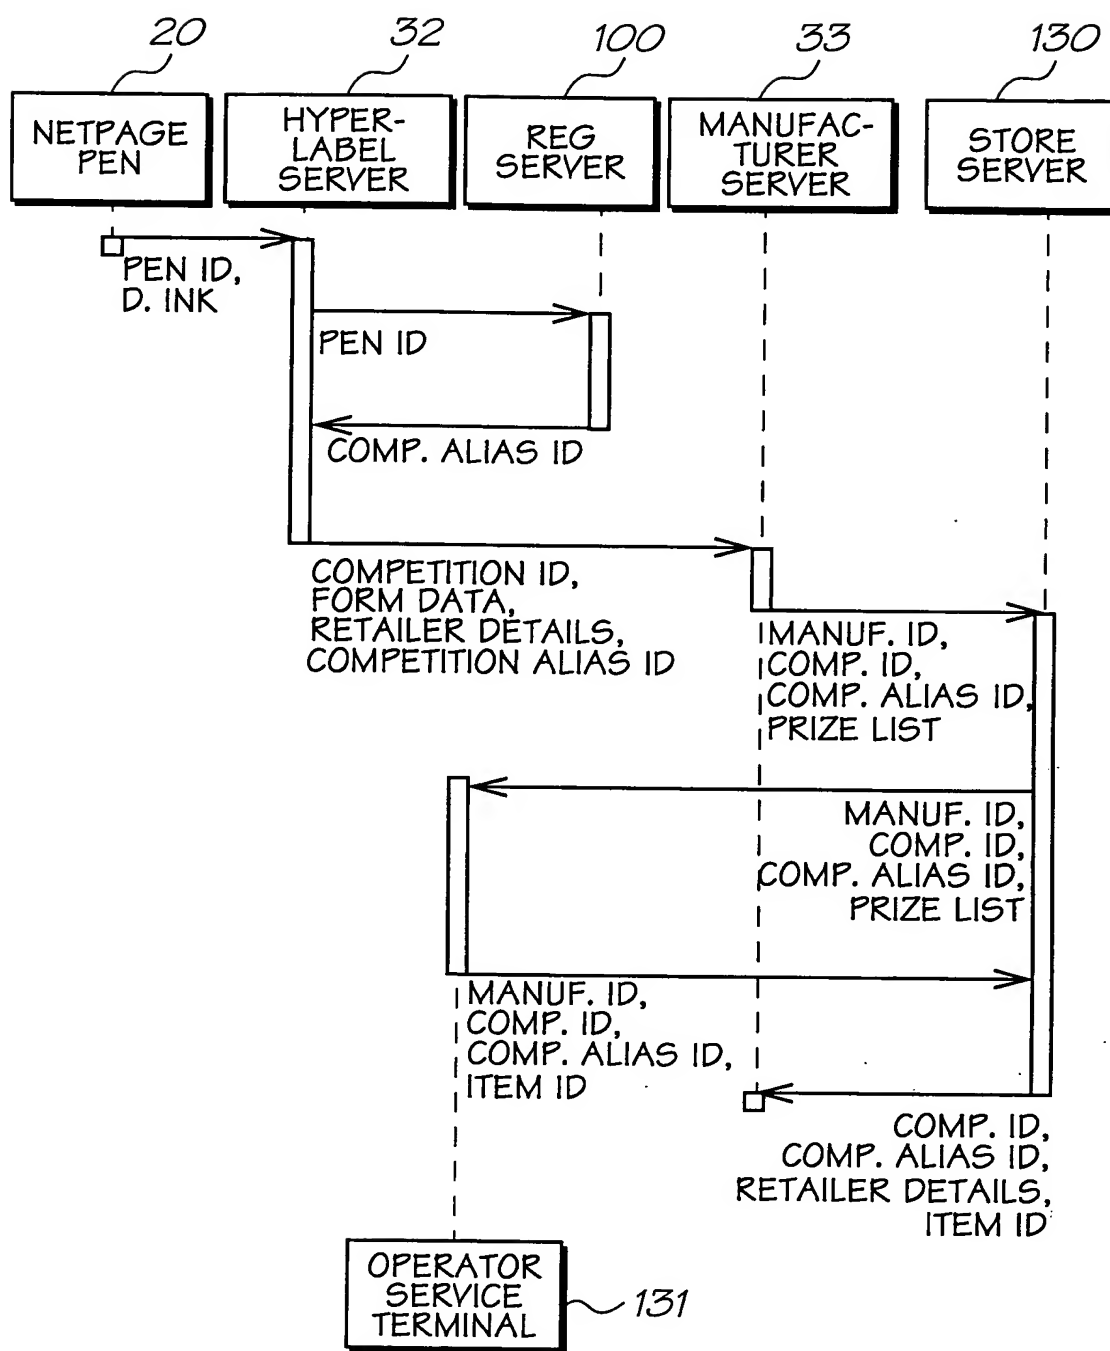 20
32
100
33
130
NETPAGE
PEN
HYPER-
LABEL
SERVER
REG
SERVER
MANUFAC-
TURER
SERVER
STORE
SERVER
PEN ID,
D. INK
PEN ID
COMP. ALIAS ID
COMPETITION ID,
FORM DATA,
RETAILER DETAILS,
COMPETITION ALIAS ID
MANUF. ID,
COMP. ID,
COMP. ALIAS ID,
PRIZE LIST
MANUF. ID,
COMP. ID,
COMP. ALIAS ID,
PRIZE LIST
MANUF. ID,
COMP. ID,
COMP. ALIAS ID,
ITEM ID
COMP. ID,
COMP. ALIAS ID,
RETAILER DETAILS,
ITEM ID
OPERATOR
SERVICE
TERMINAL
131